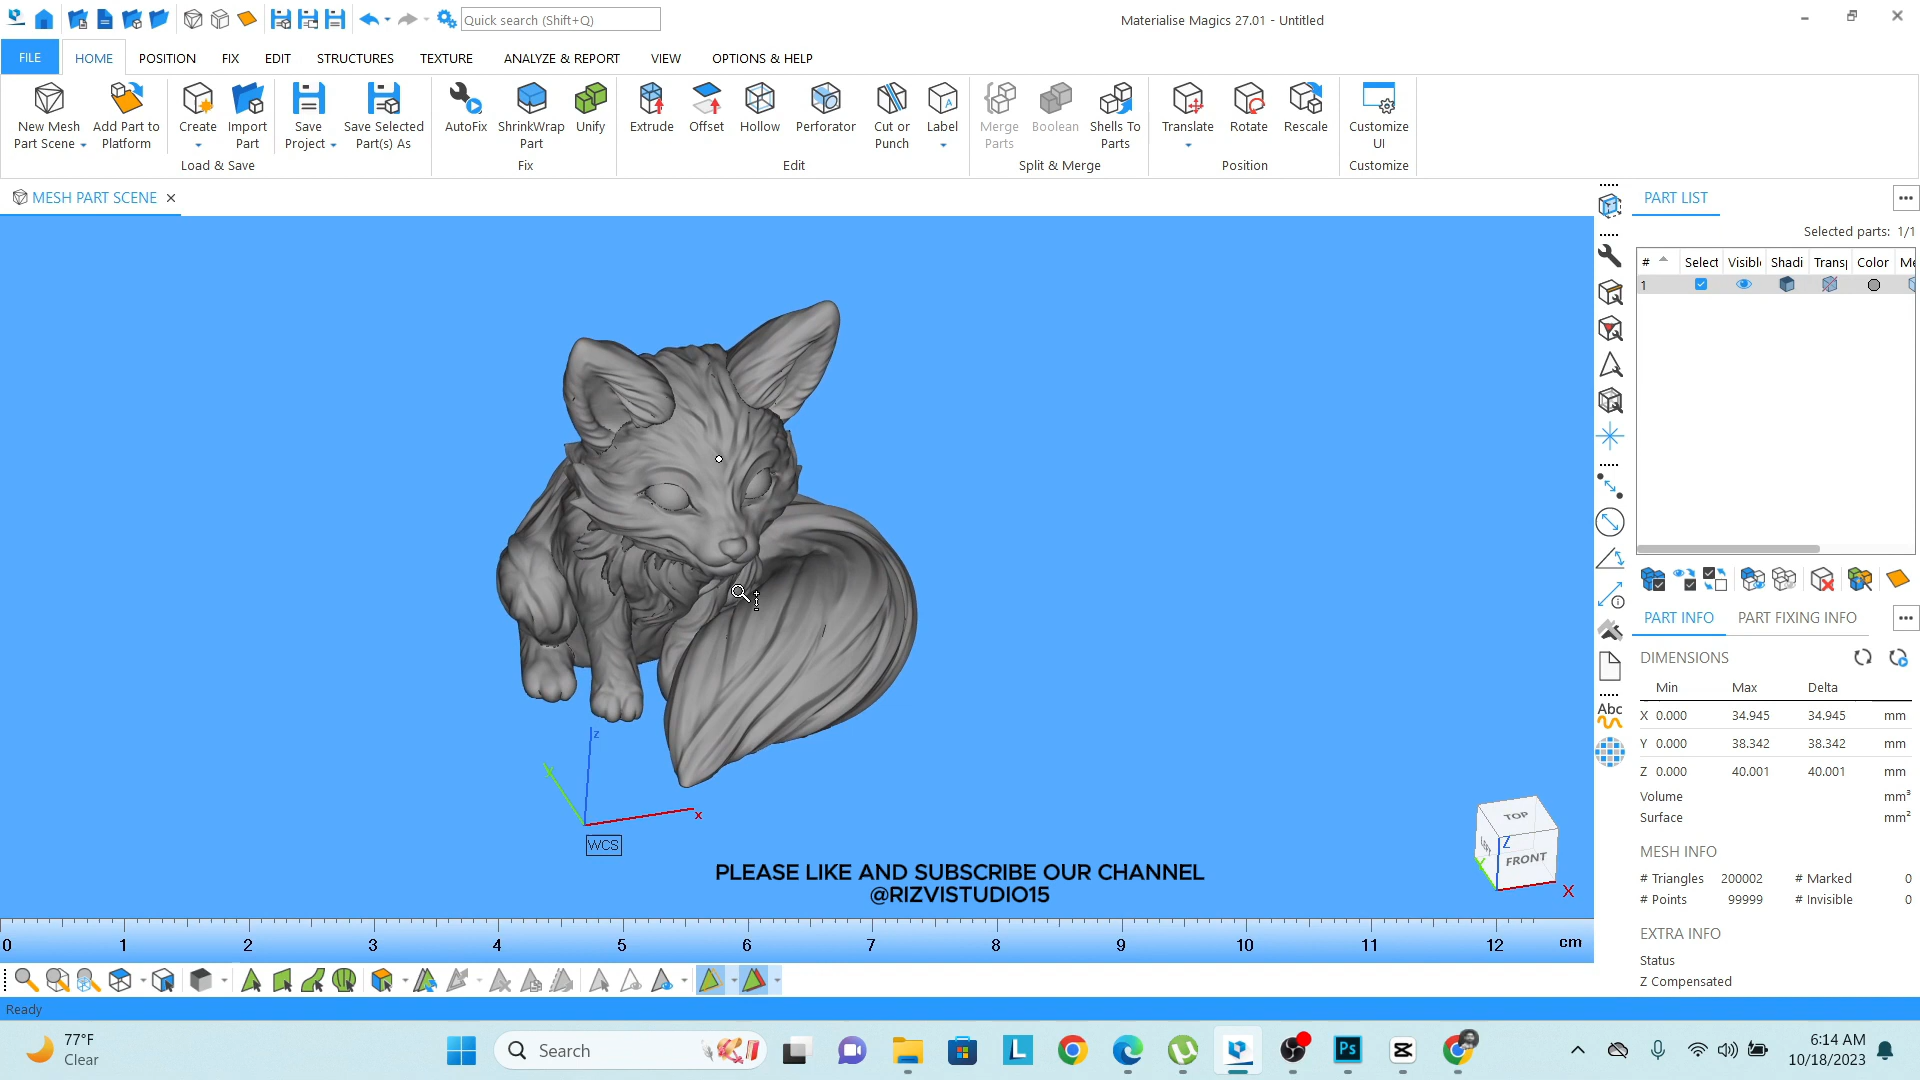 Quick search (Shift+Q)
Materialise Magics 27.01 - Untitled
FILE HOME POSITION FIX EDIT STRUCTURES TEXTURE ANALYZE & REPORT VIEW OPTIONS & HELP
New Mesh Part Scene
Add Part to Platform
Create
Import Part
Save Project
Save Selected Part(s) As
AutoFix
ShrinkWrap Part
Unify
Extrude
Offset
Hollow
Perforator
Cut or Punch
Label
Merge Parts
Boolean
Shells To Parts
Translate
Rotate
Rescale
Customize UI
Load & Save
Fix
Edit
Split & Merge
Position
Customize
MESH PART SCENE
PART LIST
Selected parts: 1/1
# Select Visibl Shadi Transp Color Me
1
PART INFO PART FIXING INFO
DIMENSIONS
Min Max Delta
X 0.000 34.945 34.945 mm
Y 0.000 38.342 38.342 mm
Z 0.000 40.001 40.001 mm
Volume mm³
Surface mm²
MESH INFO
# Triangles 200002 # Marked 0
# Points 99999 # Invisible 0
EXTRA INFO
Status
Z Compensated
Abc
z
x
WCS
TOP
FRONT
Z
X
PLEASE LIKE AND SUBSCRIBE OUR CHANNEL
@RIZVISTUDIO15
0 1 2 3 4 5 6 7 8 9 10 11 12 cm
Ready
77°F
Clear
Search
L
Ps
6:14 AM
10/18/2023